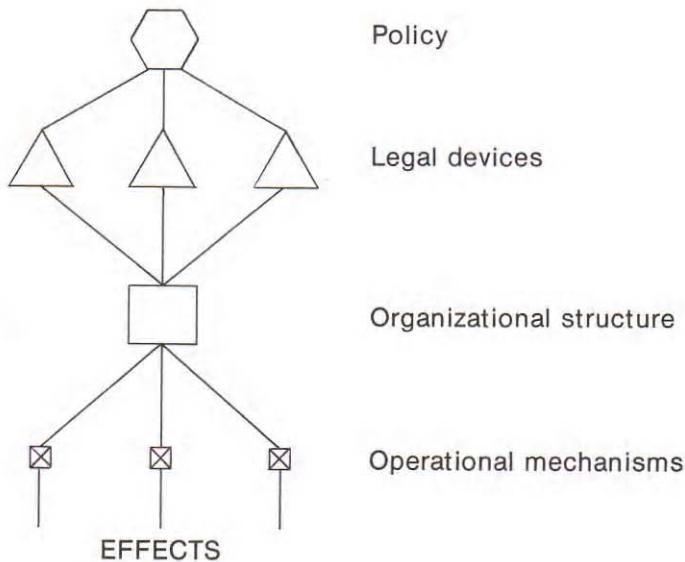 Policy
Legal devices
Organizational structure
Operational mechanisms
EFFECTS